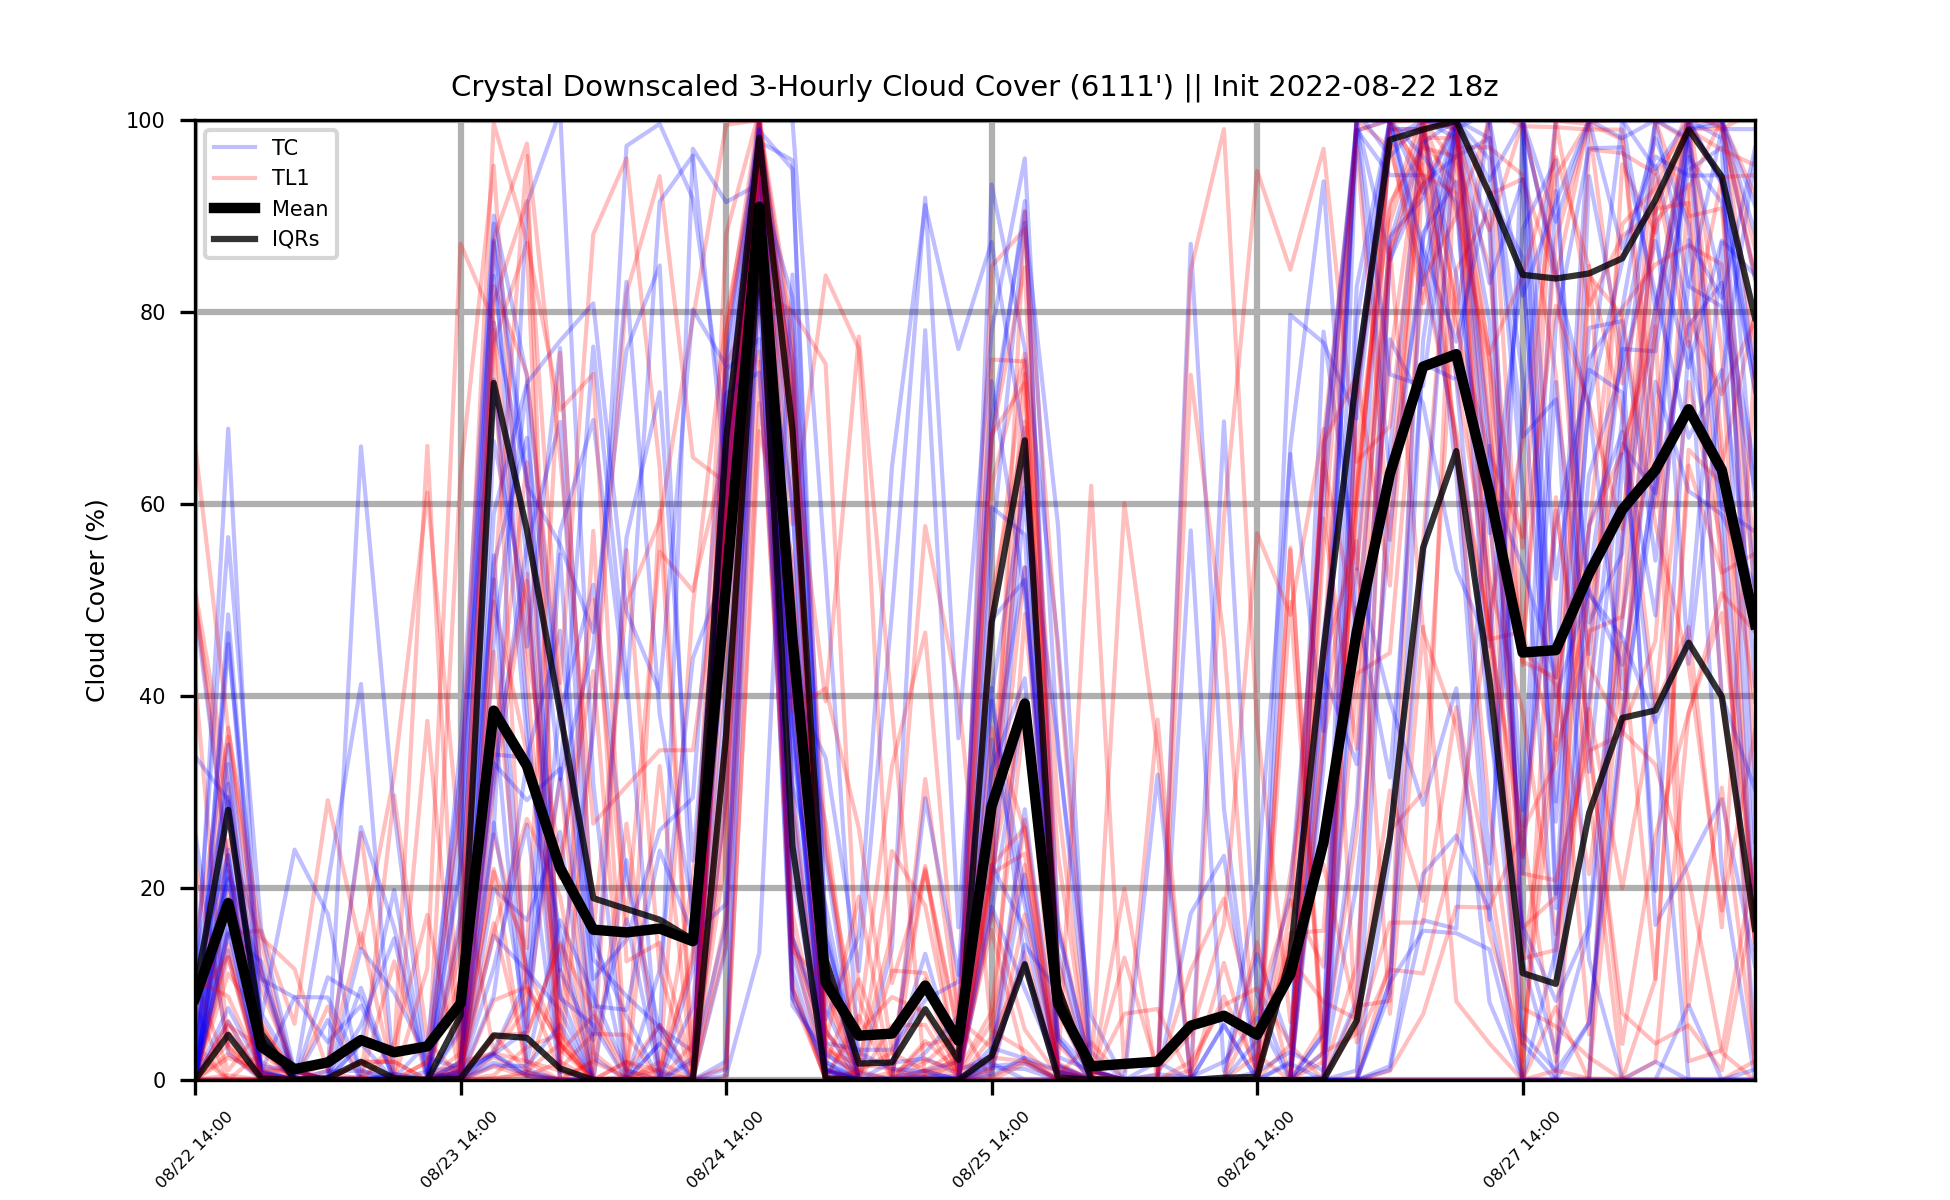 Crystal Downscaled 3-Hourly Cloud Cover (6111') || Init 2022-08-22 18z
100
80
60
40
20
0
Cloud Cover (%)
TC
TL1
Mean
IQRs
08/22 14:00
08/23 14:00
08/24 14:00
08/25 14:00
08/26 14:00
08/27 14:00